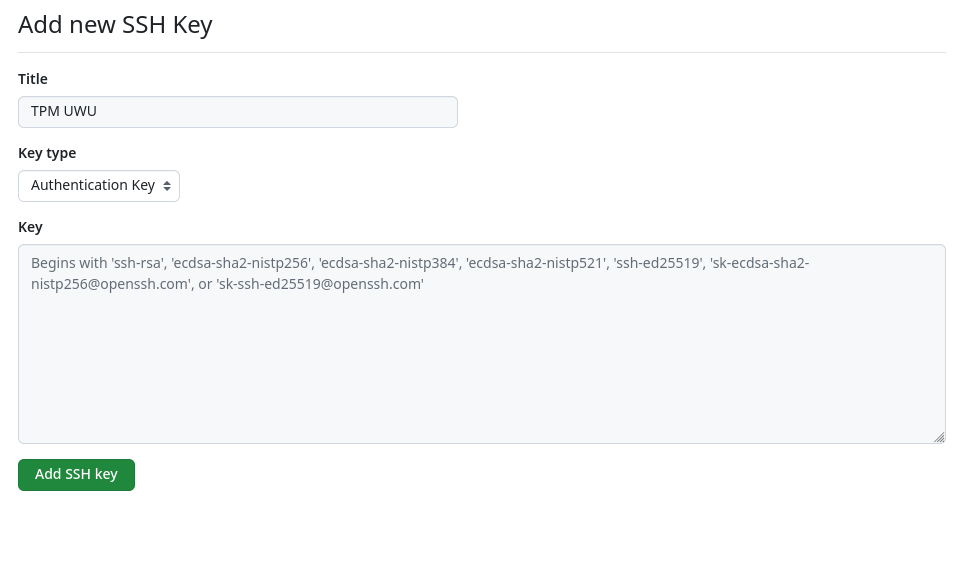 Add new SSH Key
Title
TPM UWU
Key type
Authentication Key
Key
Begins with 'ssh-rsa', 'ecdsa-sha2-nistp256', 'ecdsa-sha2-nistp384', 'ecdsa-sha2-nistp521', 'ssh-ed25519', 'sk-ecdsa-sha2-
nistp256@openssh.com', or 'sk-ssh-ed25519@openssh.com'
Add SSH key